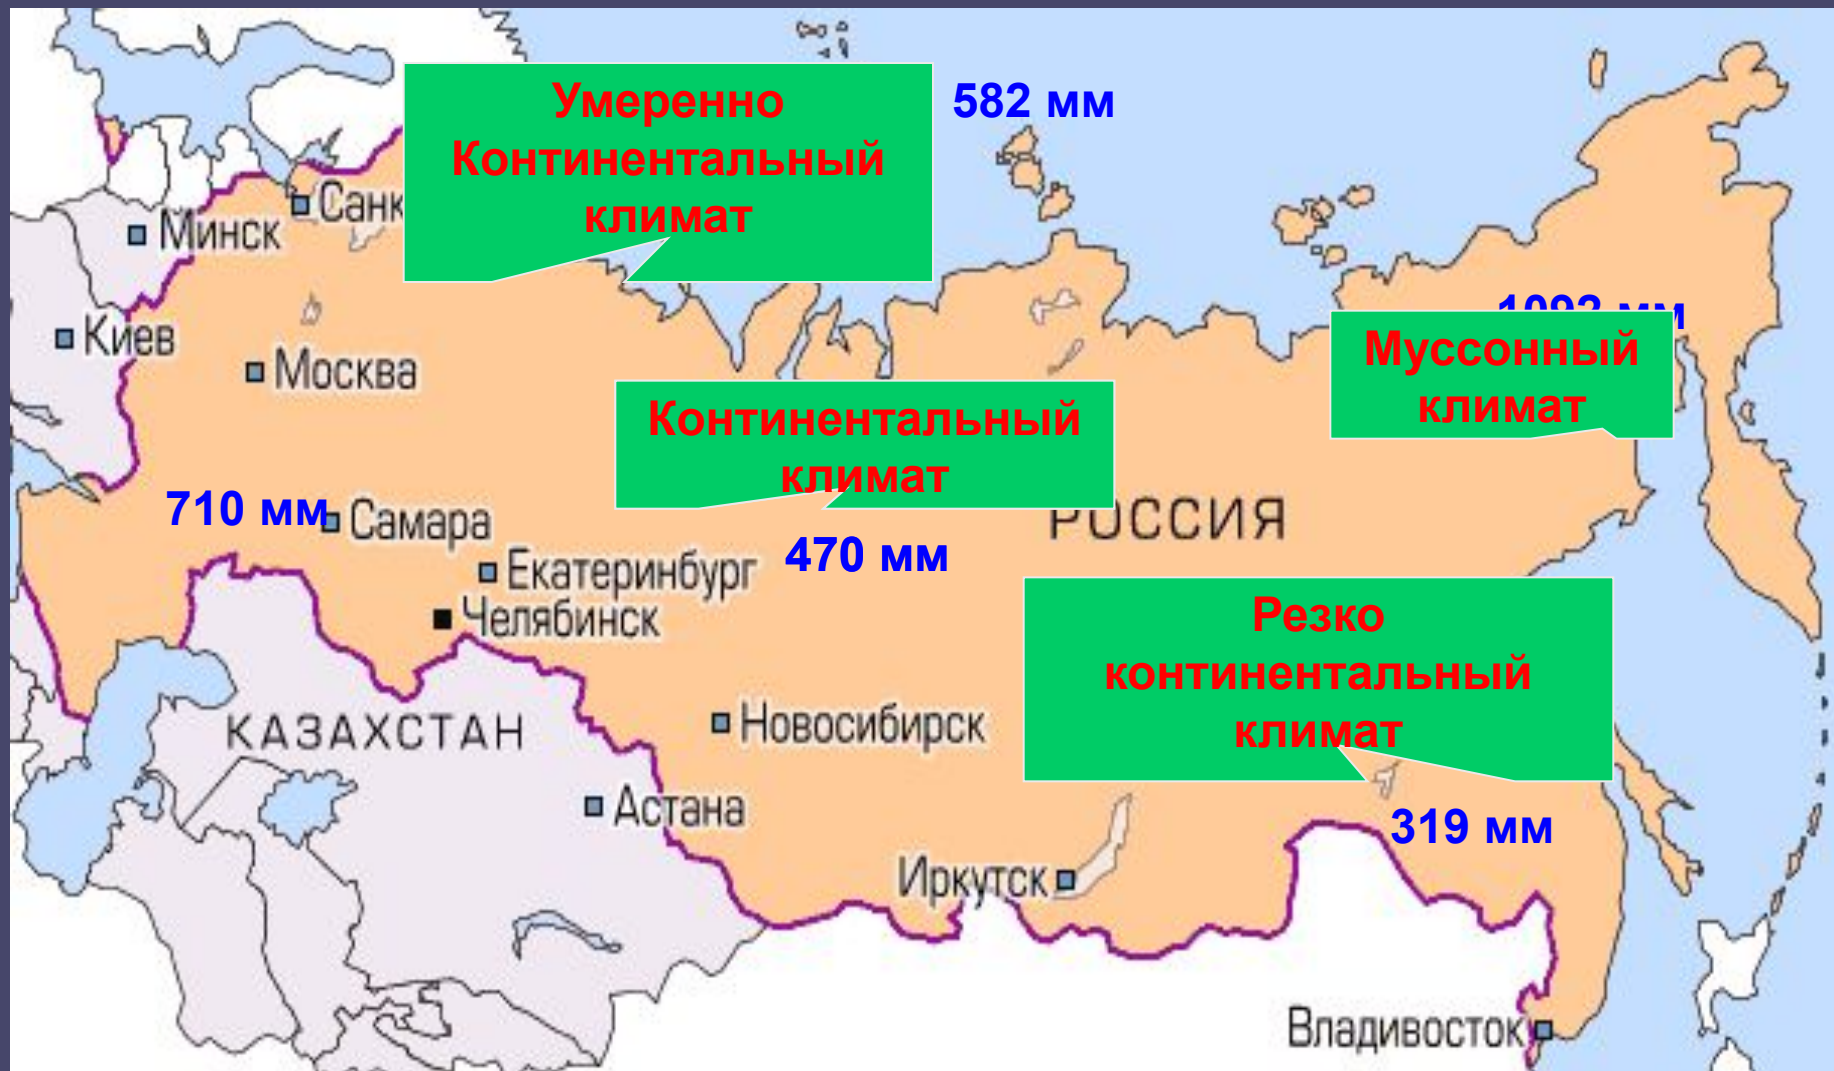 Умеренно
Континентальный
климат
582 мм
Санк
Минск
Киев
Москва
мм
Муссонный
климат
Континентальный
климат
РОССИЯ
710 мм
Самара
Екатеринбург
470 мм
Челябинск
Резко
континентальный
климат
КАЗАХСТАН
Новосибирск
Астана
319 мм
Иркутск
Владивосток